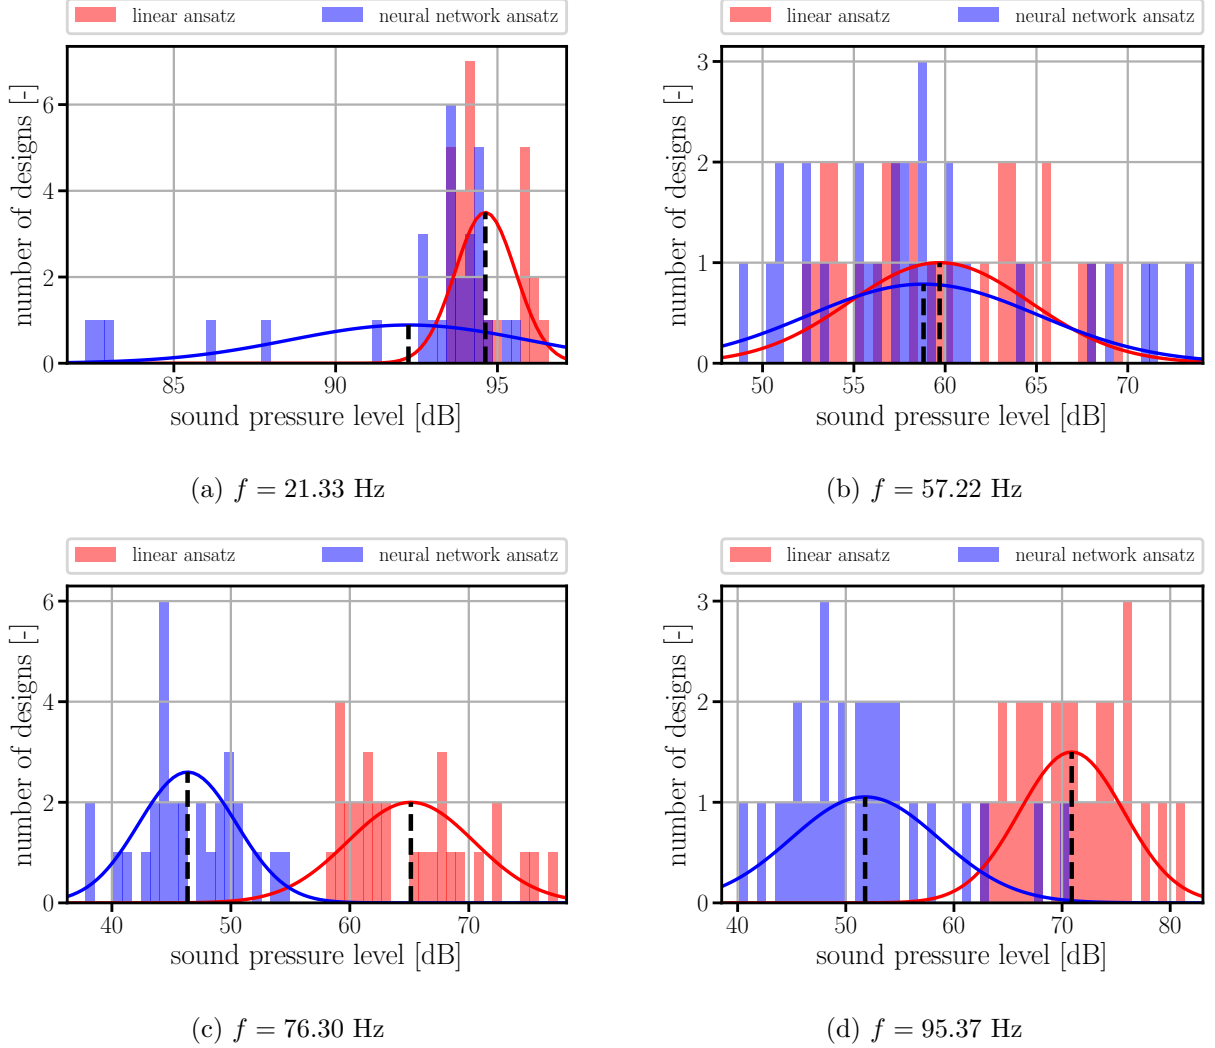 linear ansatz neural network ansatz
number of designs [-]
6
4
2
0
85 90 95
sound pressure level [dB]
(a) f = 21.33 Hz
linear ansatz neural network ansatz
number of designs [-]
3
2
1
0
50 55 60 65 70
sound pressure level [dB]
(b) f = 57.22 Hz
linear ansatz neural network ansatz
number of designs [-]
6
4
2
0
40 50 60 70
sound pressure level [dB]
(c) f = 76.30 Hz
linear ansatz neural network ansatz
number of designs [-]
3
2
1
0
40 50 60 70 80
sound pressure level [dB]
(d) f = 95.37 Hz